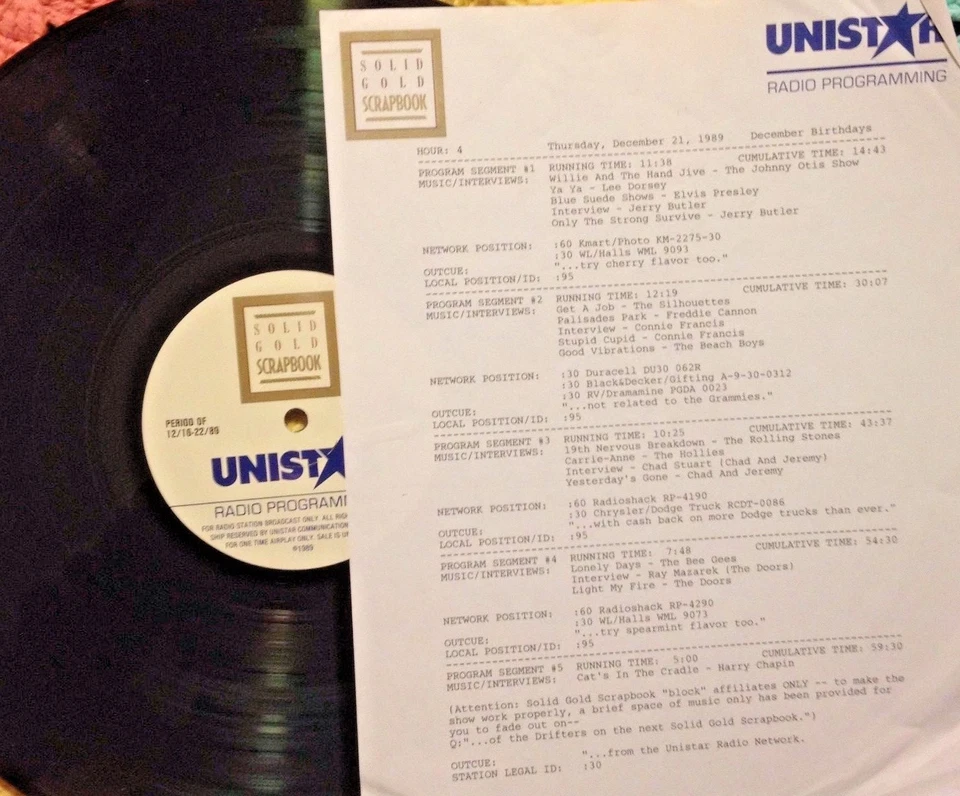 SOLID
GOLD
SCRAPBOOK
UNISTAR
RADIO PROGRAMMING
HOUR: 4 Thursday, December 21, 1989 December Birthdays
PROGRAM SEGMENT #1 RUNNING TIME: 11:38 CUMULATIVE TIME: 14:43
MUSIC/INTERVIEWS: Willie And The Hand Jive - The Johnny Otis Show
Ya Ya - Lee Dorsey
Blue Suede Shows - Elvis Presley
Interview - Jerry Butler
Only The Strong Survive - Jerry Butler
NETWORK POSITION: :60 Kmart/Photo KM-2275-30
:30 WL/Halls WML 9093
OUTCUE: "...try cherry flavor too."
LOCAL POSITION/ID: :95
PROGRAM SEGMENT #2 RUNNING TIME: 12:19 CUMULATIVE TIME: 30:07
MUSIC/INTERVIEWS: Get A Job - The Silhouettes
Palisades Park - Freddie Cannon
Interview - Connie Francis
Stupid Cupid - Connie Francis
Good Vibrations - The Beach Boys
NETWORK POSITION: :30 Duracell DU30 062R
:30 Black&Decker/Gifting A-9-30-0312
:30 RV/Dramamine PGDA 0023
OUTCUE: "...not related to the Grammies."
LOCAL POSITION/ID: :95
PROGRAM SEGMENT #3 RUNNING TIME: 10:25 CUMULATIVE TIME: 43:37
MUSIC/INTERVIEWS: 19th Nervous Breakdown - The Rolling Stones
Carrie-Anne - The Hollies
Interview - Chad Stuart (Chad And Jeremy)
Yesterday's Gone - Chad And Jeremy
NETWORK POSITION: :60 Radioshack RP-4190
:30 Chrysler/Dodge Truck RCDT-0086
OUTCUE: "...with cash back on more Dodge trucks than ever."
LOCAL POSITION/ID: :95
PROGRAM SEGMENT #4 RUNNING TIME: 7:48 CUMULATIVE TIME: 54:30
MUSIC/INTERVIEWS: Lonely Days - The Bee Gees
Interview - Ray Mazarek (The Doors)
Light My Fire - The Doors
NETWORK POSITION: :60 Radioshack RP-4290
:30 WL/Halls WML 9073
OUTCUE: "...try spearmint flavor too."
LOCAL POSITION/ID: :95
PROGRAM SEGMENT #5 RUNNING TIME: 5:00 CUMULATIVE TIME: 59:30
MUSIC/INTERVIEWS: Cat's In The Cradle - Harry Chapin
(Attention: Solid Gold Scrapbook "block" affiliates ONLY -- to make the
show work properly, a brief space of music only has been provided for
you to fade out on--
Q:"...of the Drifters on the next Solid Gold Scrapbook.")
OUTCUE: "...from the Unistar Radio Network.
STATION LEGAL ID: :30
SOLID
GOLD
SCRAPBOOK
PERIOD OF
12/16-22/89
UNIST
RADIO PROGRAM
FOR RADIO STATION BROADCAST ONLY. ALL RIG
SHIP RESERVED BY UNISTAR COMMUNICATION
FOR ONE TIME AIRPLAY ONLY. SALE IS U
℗1989